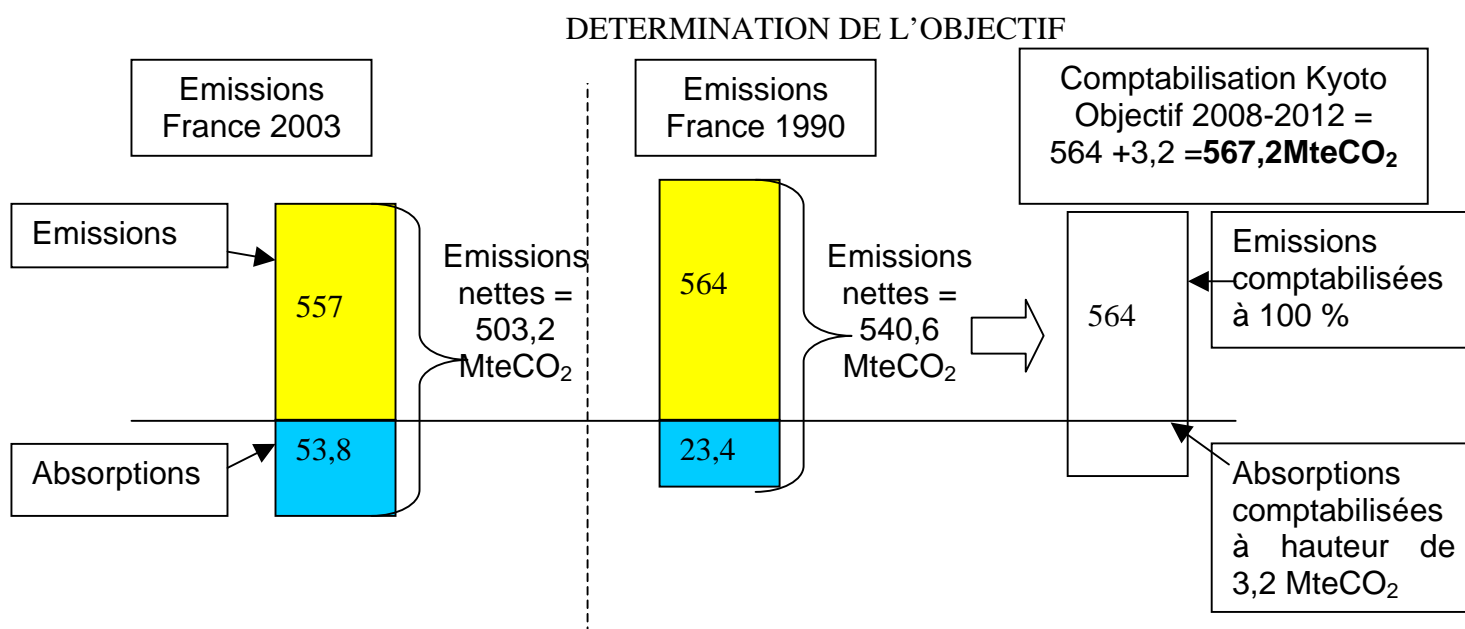 DETERMINATION DE L'OBJECTIF
Emissions
France 2003
Emissions
France 1990
Comptabilisation Kyoto
Objectif 2008-2012 =
564 +3,2 =567,2MteCO₂
Emissions
557
Emissions
nettes =
503,2
MteCO₂
564
Emissions
nettes =
540,6
MteCO₂
564
Emissions
comptabilisées
à 100 %
Absorptions
53,8
23,4
Absorptions
comptabilisées
à hauteur de
3,2 MteCO₂